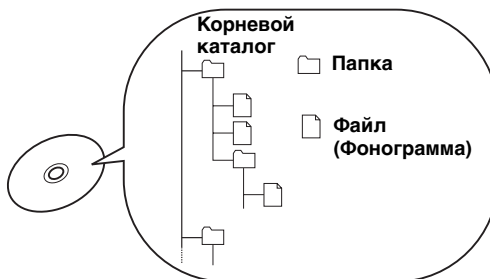 Корневой
каталог
Папка
Файл
(Фонограмма)